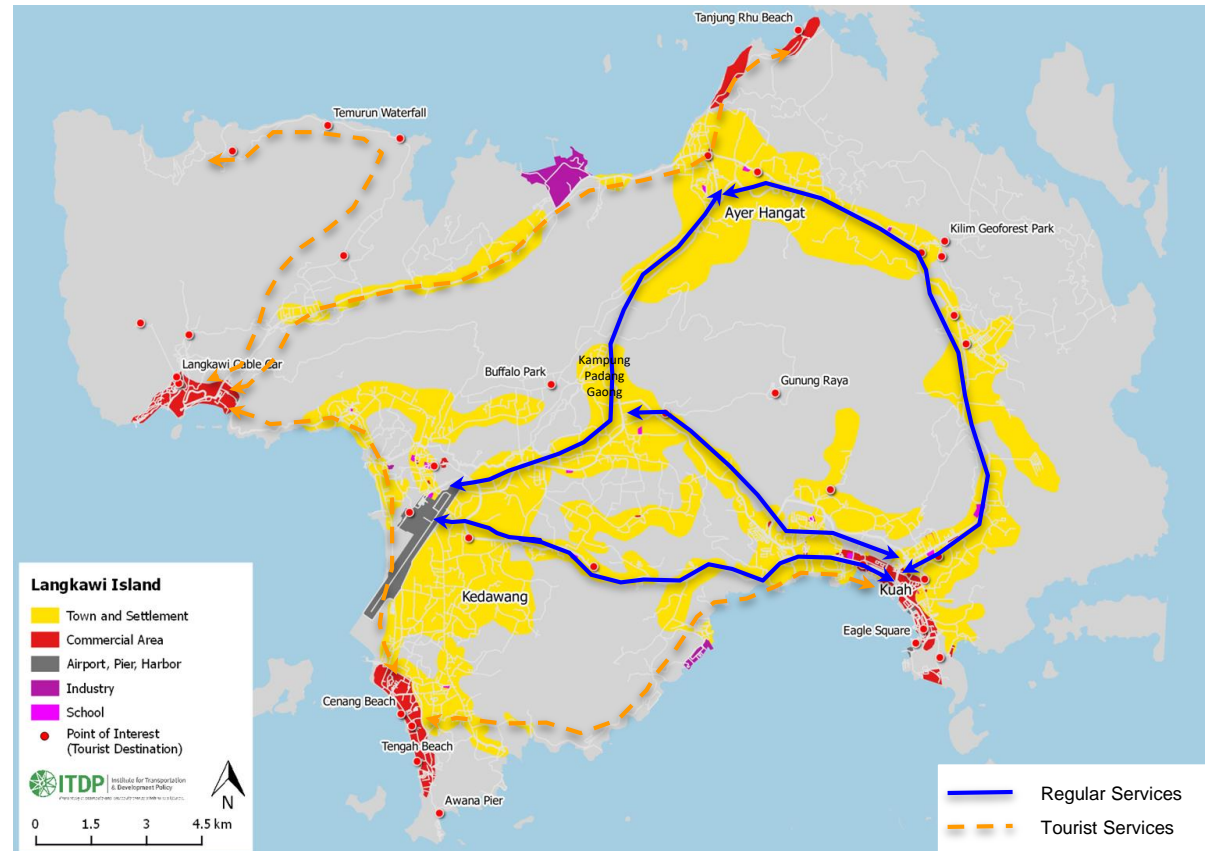 Tanjung Rhu Beach
Temurun Waterfall
Ayer Hangat
Kilim Geoforest Park
Langkawi Cable Car
Buffalo Park
Kampung
Padang
Gaong
Gunung Raya
Kedawang
Kuah
Eagle Square
Cenang Beach
Tengah Beach
Awana Pier
Langkawi Island
Town and Settlement
Commercial Area
Airport, Pier, Harbor
Industry
School
Point of Interest
(Tourist Destination)
ITDP
Institute for Transportation
& Development Policy
N
0 1.5 3 4.5 km
Regular Services
Tourist Services